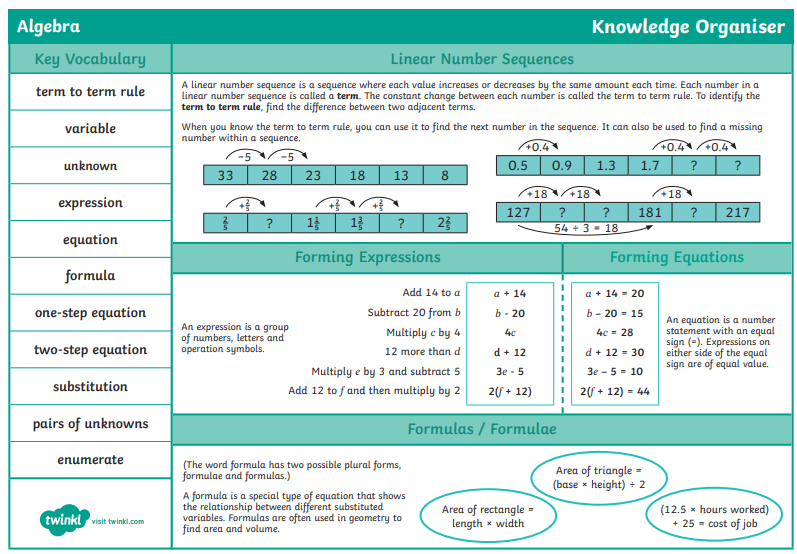 Algebra
Knowledge Organiser
Key Vocabulary
term to term rule
variable
unknown
expression
equation
formula
one-step equation
two-step equation
substitution
pairs of unknowns
enumerate
twinkl visit twinkl.com
Linear Number Sequences
A linear number sequence is a sequence where each value increases or decreases by the same amount each time. Each number in a
linear number sequence is called a term. The constant change between each number is called the term to term rule. To identify the
term to term rule, find the difference between two adjacent terms.
When you know the term to term rule, you can use it to find the next number in the sequence. It can also be used to find a missing
number within a sequence.
−5 −5
33 28 23 18 13 8
+0.4 +0.4 +0.4
0.5 0.9 1.3 1.7 ? ?
+2/5 +2/5 +2/5
2/5 ? 1 1/5 1 3/5 ? 2 2/5
+18 +18 +18
127 ? ? 181 ? 217
54 ÷ 3 = 18
Forming Expressions
An expression is a group
of numbers, letters and
operation symbols.
Add 14 to a a + 14
Subtract 20 from b b - 20
Multiply c by 4 4c
12 more than d d + 12
Multiply e by 3 and subtract 5 3e - 5
Add 12 to f and then multiply by 2 2(f + 12)
Forming Equations
a + 14 = 20
b – 20 = 15
4c = 28
d + 12 = 30
3e – 5 = 10
2(f + 12) = 44
An equation is a number
statement with an equal
sign (=). Expressions on
either side of the equal
sign are of equal value.
Formulas / Formulae
(The word formula has two possible plural forms,
formulae and formulas.)
A formula is a special type of equation that shows
the relationship between different substituted
variables. Formulas are often used in geometry to
find area and volume.
Area of rectangle =
length × width
Area of triangle =
(base × height) ÷ 2
(12.5 × hours worked)
+ 25 = cost of job